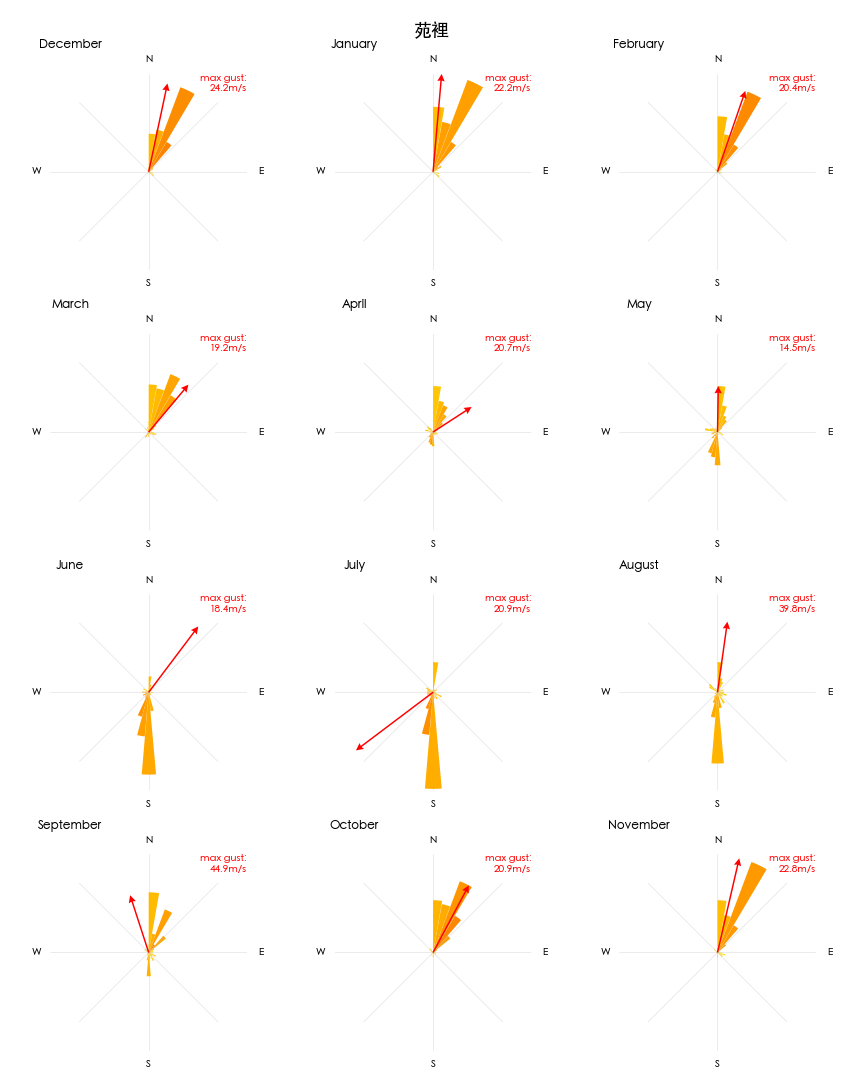 苑裡
December
N
max gust:
24.2m/s
W
E
S
January
N
max gust:
22.2m/s
W
E
S
February
N
max gust:
20.4m/s
W
E
S
March
N
max gust:
19.2m/s
W
E
S
April
N
max gust:
20.7m/s
W
E
S
May
N
max gust:
14.5m/s
W
E
S
June
N
max gust:
18.4m/s
W
E
S
July
N
max gust:
20.9m/s
W
E
S
August
N
max gust:
39.8m/s
W
E
S
September
N
max gust:
44.9m/s
W
E
S
October
N
max gust:
20.9m/s
W
E
S
November
N
max gust:
22.8m/s
W
E
S